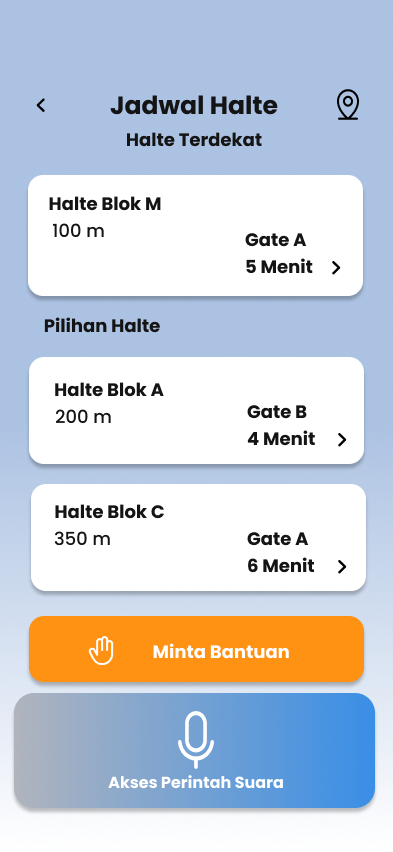 Jadwal Halte
Halte Terdekat
Halte Blok M
100 m
Gate A
5 Menit
Pilihan Halte
Halte Blok A
200 m
Gate B
4 Menit
Halte Blok C
350 m
Gate A
6 Menit
Minta Bantuan
Akses Perintah Suara